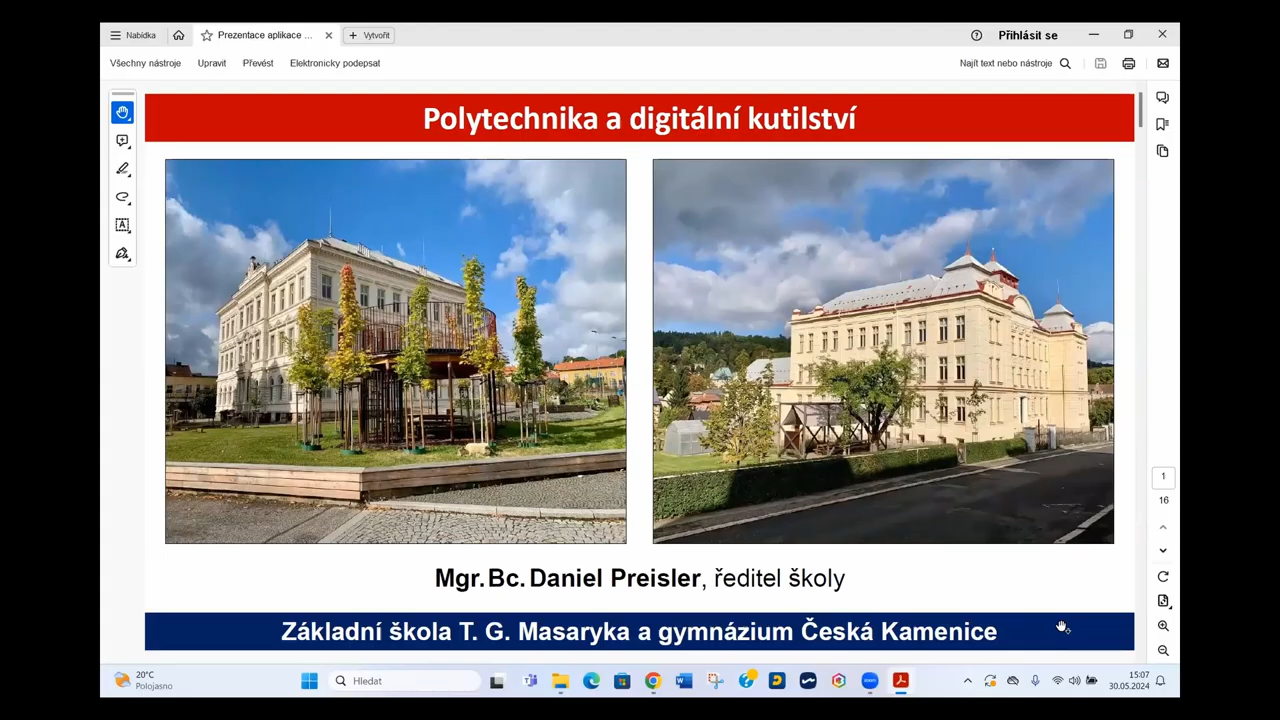 Nabídka
Prezentace aplikace ...
Vytvořit
Přihlásit se
Všechny nástroje
Upravit
Převést
Elektronicky podepsat
Najít text nebo nástroje
Polytechnika a digitální kutilství
Mgr. Bc. Daniel Preisler, ředitel školy
Základní škola T. G. Masaryka a gymnázium Česká Kamenice
1
16
20°C
Polojasno
Hledat
15:07
30.05.2024